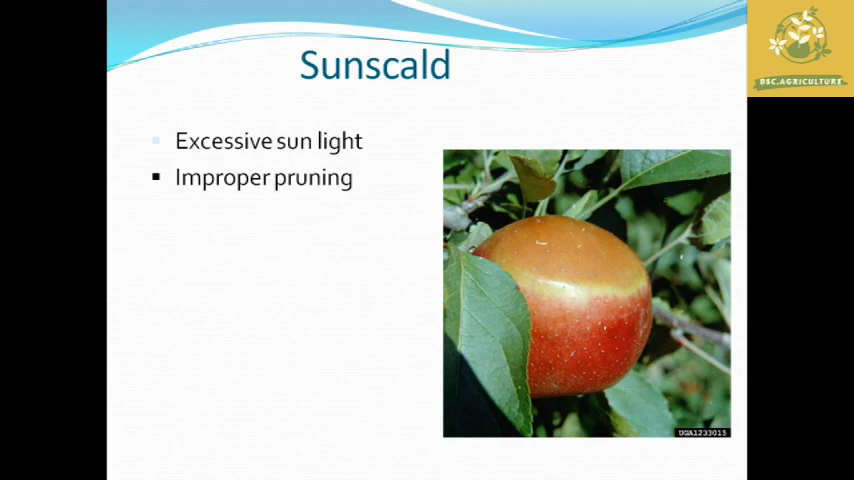 Sunscald
BSC.AGRICULTURE
Excessive sun light
Improper pruning
UGA1233015